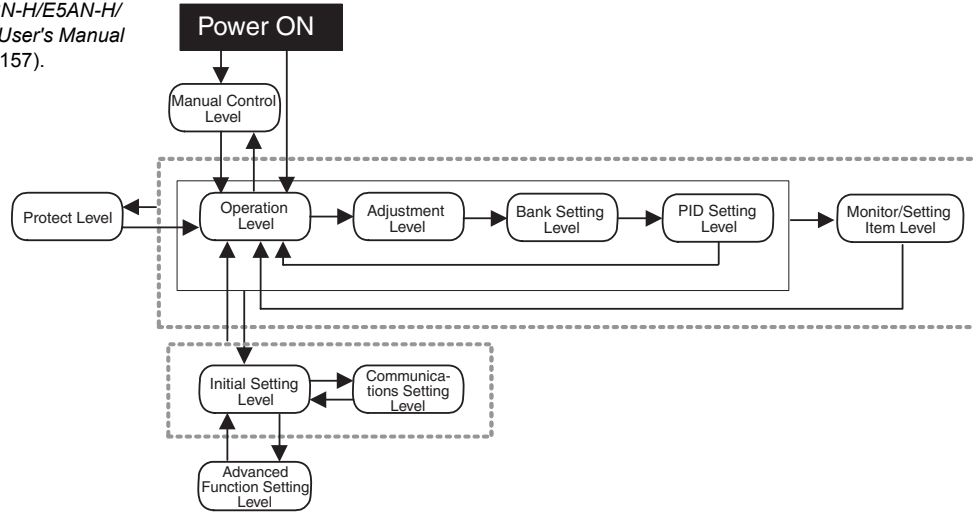 N-H/E5AN-H/
User's Manual
157).
Power ON
Manual Control
Level
Protect Level
Operation
Level
Adjustment
Level
Bank Setting
Level
PID Setting
Level
Monitor/Setting
Item Level
Initial Setting
Level
Communica-
tions Setting
Level
Advanced
Function Setting
Level